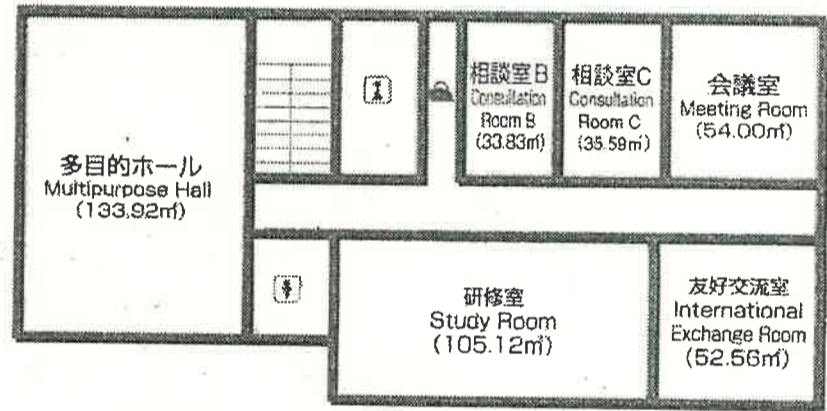 多目的ホール
Multipurpose Hall
(133.92㎡)
相談室B
Consultation
Room B
(33.83㎡)
相談室C
Consultation
Room C
(35.59㎡)
会議室
Meeting Room
(54.00㎡)
研修室
Study Room
(105.12㎡)
友好交流室
International
Exchange Room
(52.56㎡)